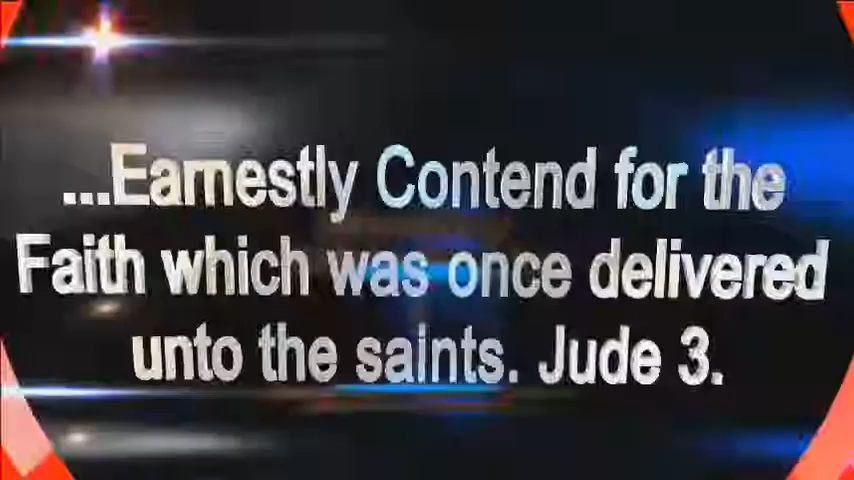 ...Earnestly Contend for the
Faith which was once delivered
unto the saints. Jude 3.